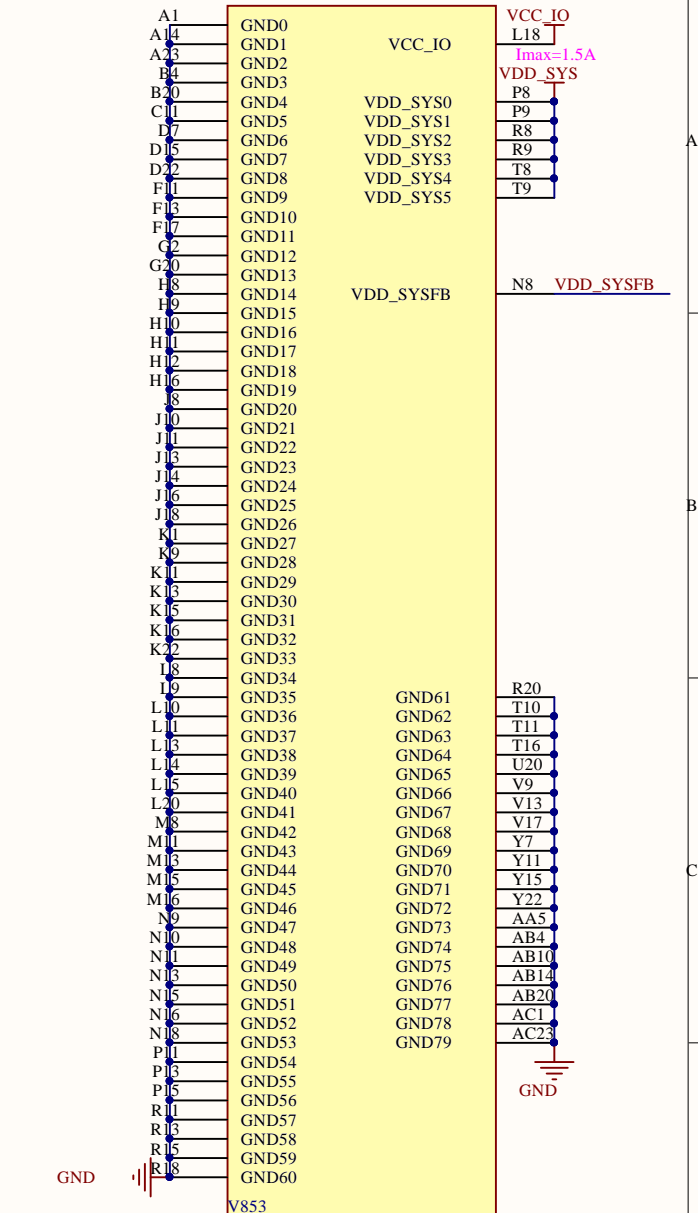 A1 GND0 VCC_IO
A14 GND1 VCC_IO L18
A23 GND2 Imax=1.5A
B4 GND3 VDD_SYS
B20 GND4 VDD_SYS0 P8
C11 GND5 VDD_SYS1 P9
D7 GND6 VDD_SYS2 R8
D15 GND7 VDD_SYS3 R9
D22 GND8 VDD_SYS4 T8
F11 GND9 VDD_SYS5 T9
F13 GND10
F17 GND11
G2 GND12
G20 GND13
H8 GND14 VDD_SYSFB N8 VDD_SYSFB
H9 GND15
H10 GND16
H11 GND17
H12 GND18
H16 GND19
J8 GND20
J10 GND21
J11 GND22
J13 GND23
J14 GND24
J16 GND25
J18 GND26
K1 GND27
K9 GND28
K11 GND29
K13 GND30
K15 GND31
K16 GND32
K22 GND33
L8 GND34
L9 GND35 GND61 R20
L10 GND36 GND62 T10
L11 GND37 GND63 T11
L13 GND38 GND64 T16
L14 GND39 GND65 U20
L15 GND40 GND66 V9
L20 GND41 GND67 V13
M8 GND42 GND68 V17
M11 GND43 GND69 Y7
M13 GND44 GND70 Y11
M15 GND45 GND71 Y15
M16 GND46 GND72 Y22
N9 GND47 GND73 AA5
N10 GND48 GND74 AB4
N11 GND49 GND75 AB10
N13 GND50 GND76 AB14
N15 GND51 GND77 AB20
N16 GND52 GND78 AC1
N18 GND53 GND79 AC23
P11 GND54
P13 GND55
P15 GND56 GND
R11 GND57
R13 GND58
R15 GND59
GND R18 GND60
V853
A
B
C